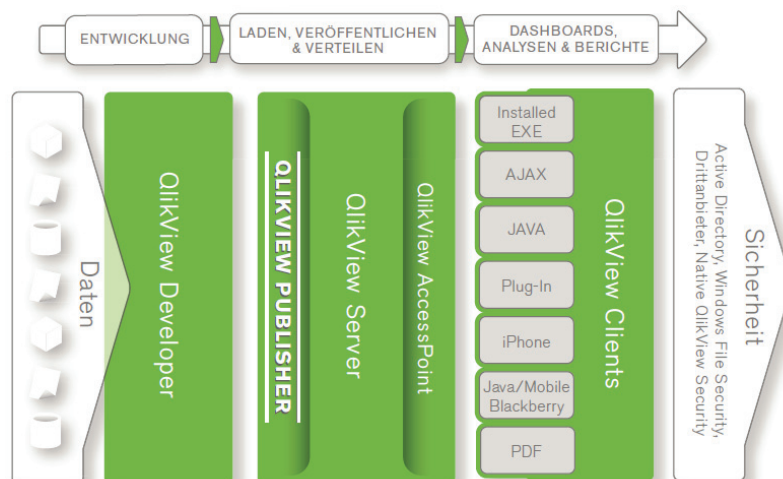 ENTWICKLUNG
LADEN, VERÖFFENTLICHEN
& VERTEILEN
DASHBOARDS,
ANALYSEN & BERICHTE
Daten
QlikView Developer
QLIKVIEW PUBLISHER
QlikView Server
QlikView AccessPoint
Installed
EXE
AJAX
JAVA
Plug-In
iPhone
Java/Mobile
Blackberry
PDF
QlikView Clients
Sicherheit
Active Directory, Windows File Security,
Drittanbieter, Native QlikView Security